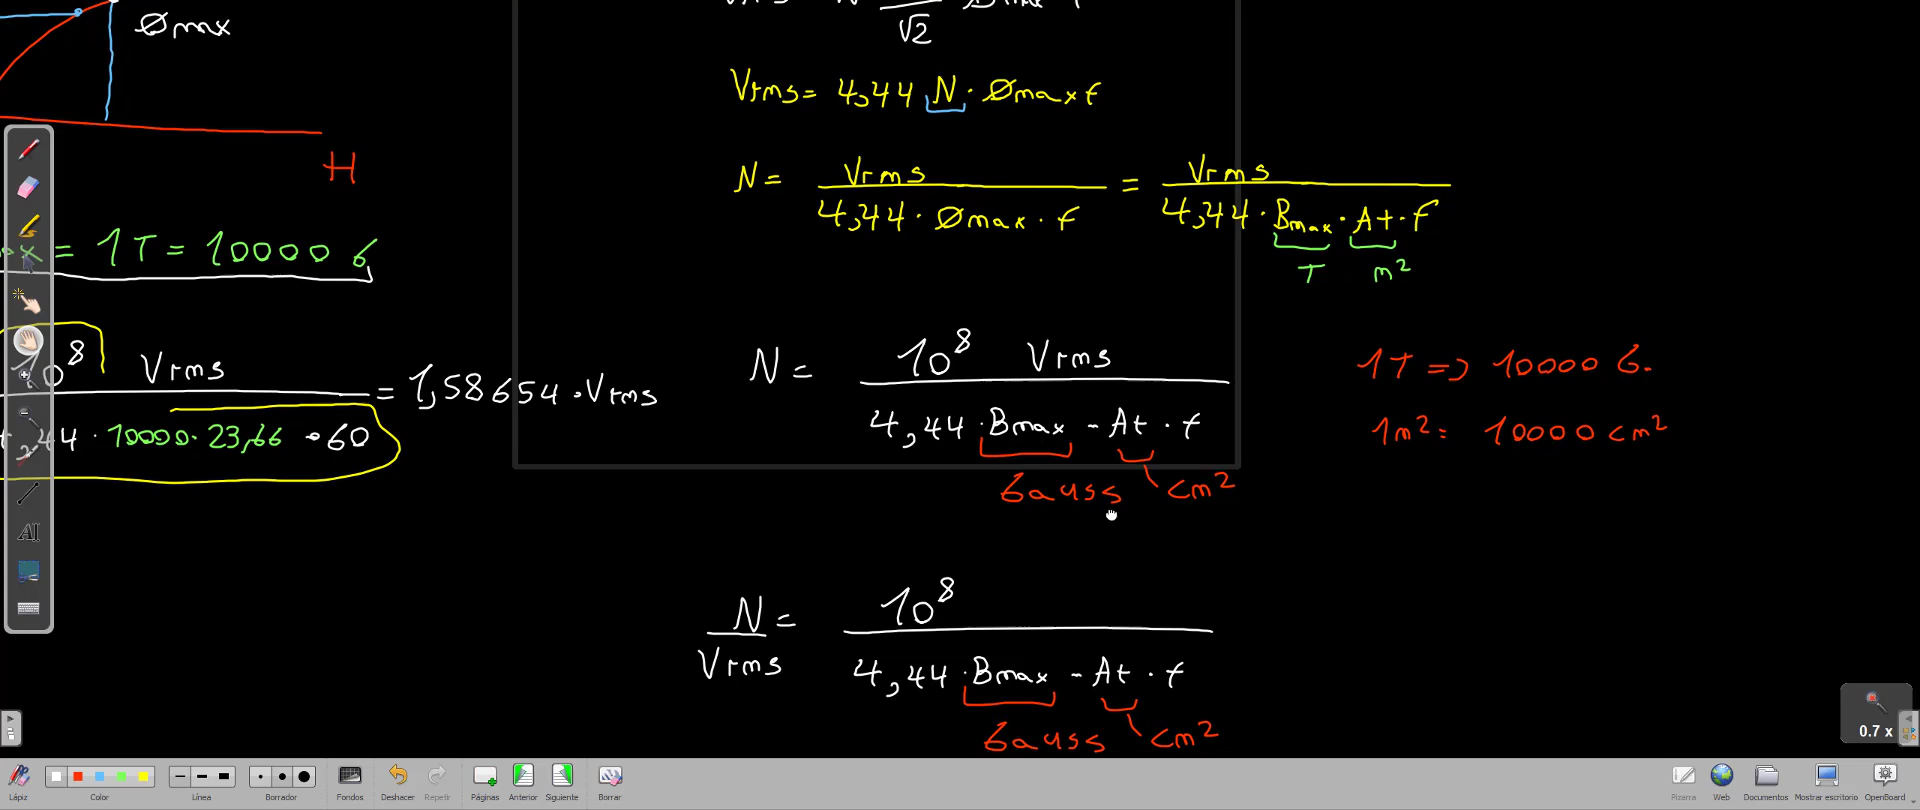 Ømax
√2
Vrms = 4,44 N · Ømax f
N = Vrms / 4,44 · Ømax · f = Vrms / 4,44 · Bmax · At · f
T m²
H
= 1T = 10000 G
10⁸ Vrms / ,44 · 10000 · 23,66 · 60 = 1,58654 · Vrms
N = 10⁸ Vrms / 4,44 · Bmax - At · f
Gauss cm²
1T => 10000 G.
1m² = 10000 cm²
N / Vrms = 10⁸ / 4,44 · Bmax - At · f
Gauss cm²
0.7 x
Lápiz Color Línea Borrador Fondos Deshacer Repetir Páginas Anterior Siguiente Borrar Pizarra Web Documentos Mostrar escritorio OpenBoard